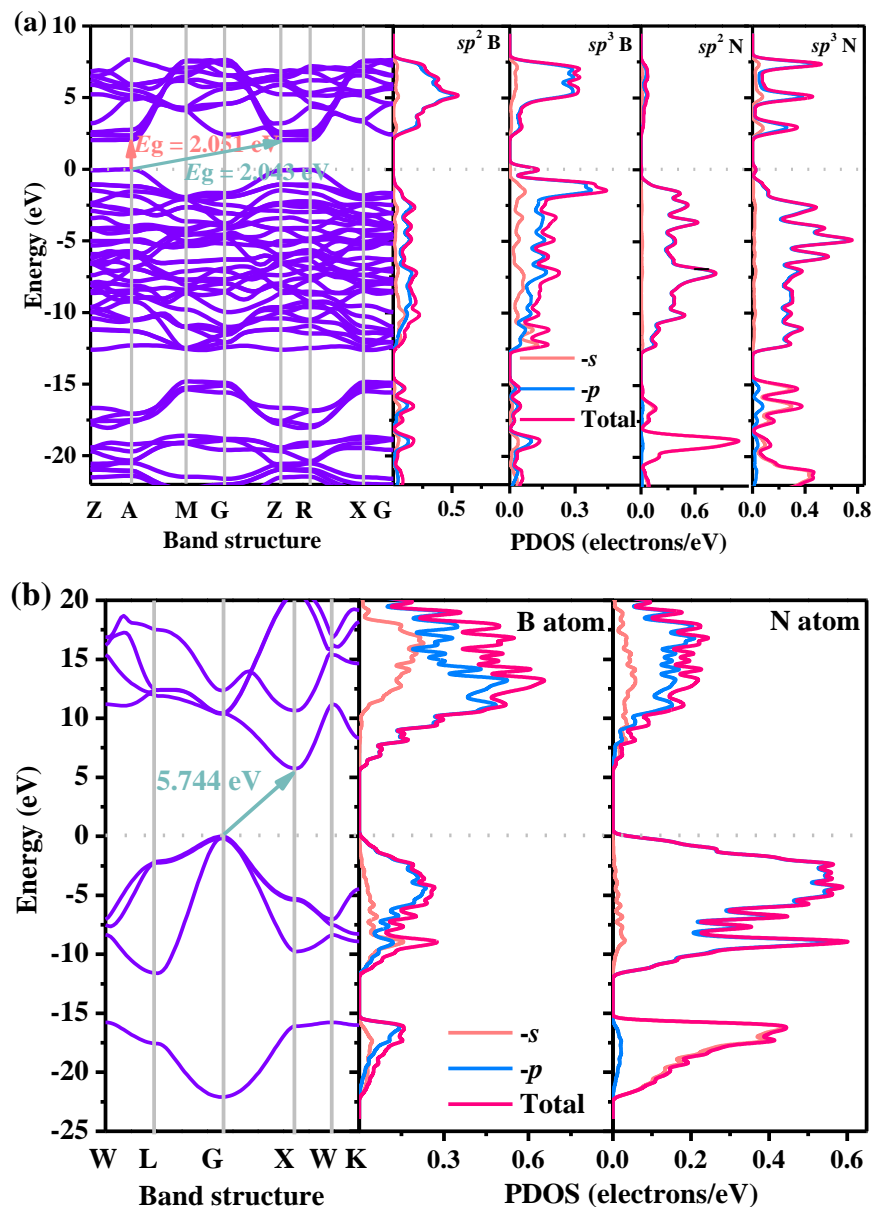 (a)
sp² B
sp³ B
sp² N
sp³ N
10
5
0
-5
-10
-15
-20
Energy (eV)
Eg = 2.051 eV
Eg = 2.043 eV
-s
-p
Total
Z A M G Z R X G
0.5 0.0 0.3 0.0 0.6 0.0 0.4 0.8
Band structure
PDOS (electrons/eV)
(b)
B atom
N atom
20
15
10
5
0
-5
-10
-15
-20
-25
Energy (eV)
5.744 eV
-s
-p
Total
W L G X W K
0.3 0.6 0.0 0.2 0.4 0.6
Band structure
PDOS (electrons/eV)